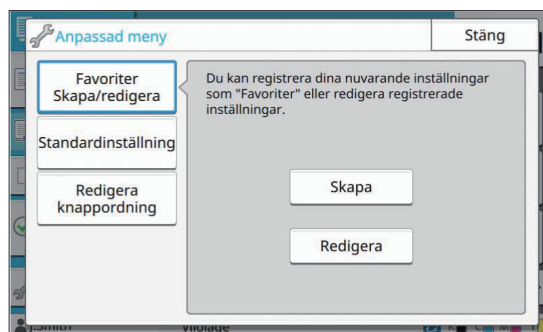 Anpassad meny
Stäng
Favoriter
Skapa/redigera
Standardinställning
Redigera
knappordning
Du kan registrera dina nuvarande inställningar
som "Favoriter" eller redigera registrerade
inställningar.
Skapa
Redigera